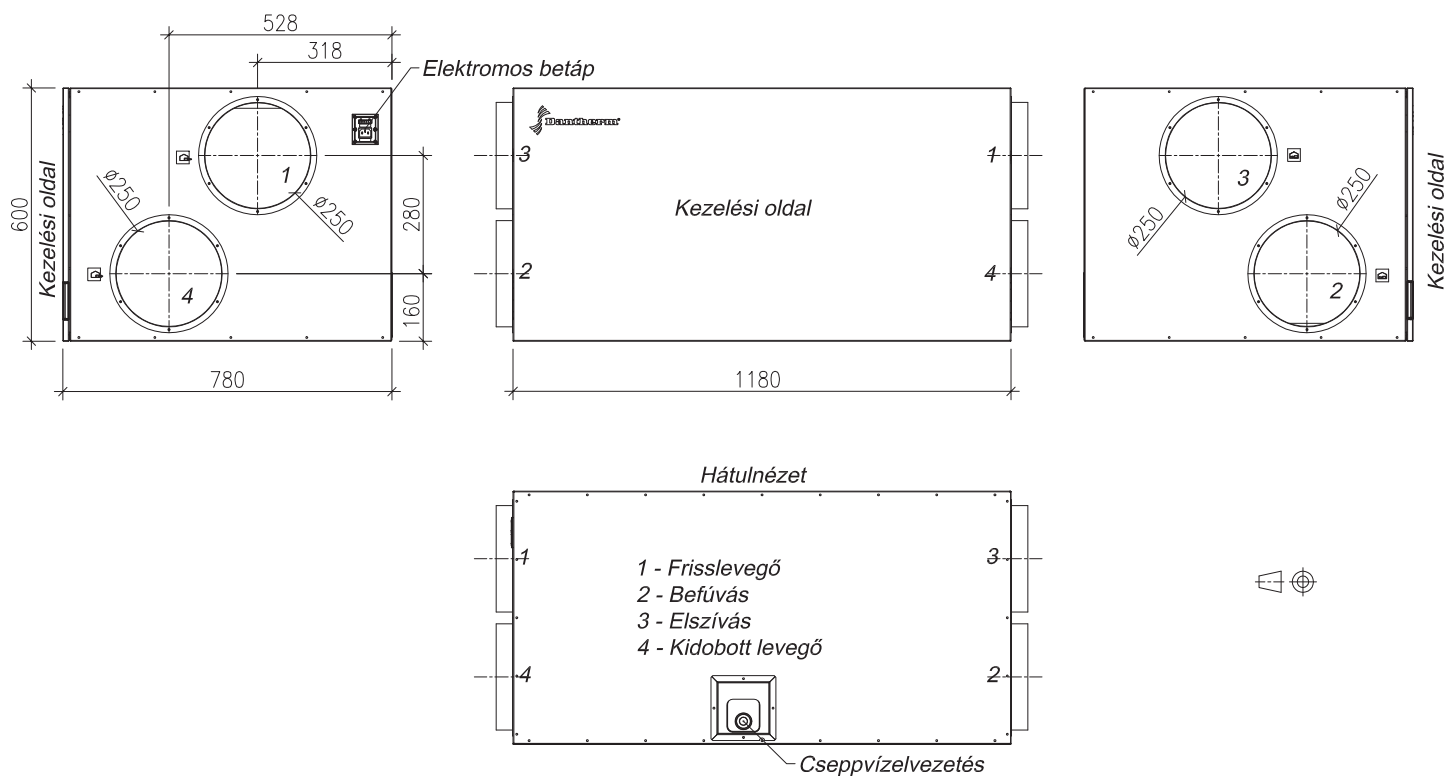 528
318
Elektromos betáp
Dantherm
Kezelési oldal
600
ø250
ø250
1
4
280
160
780
3
2
Kezelési oldal
1
4
1180
3
2
ø250
ø250
Kezelési oldal
Hátulnézet
1
4
1 - Frisslevegő
2 - Befúvás
3 - Elszívás
4 - Kidobott levegő
3
2
Cseppvízelvezetés